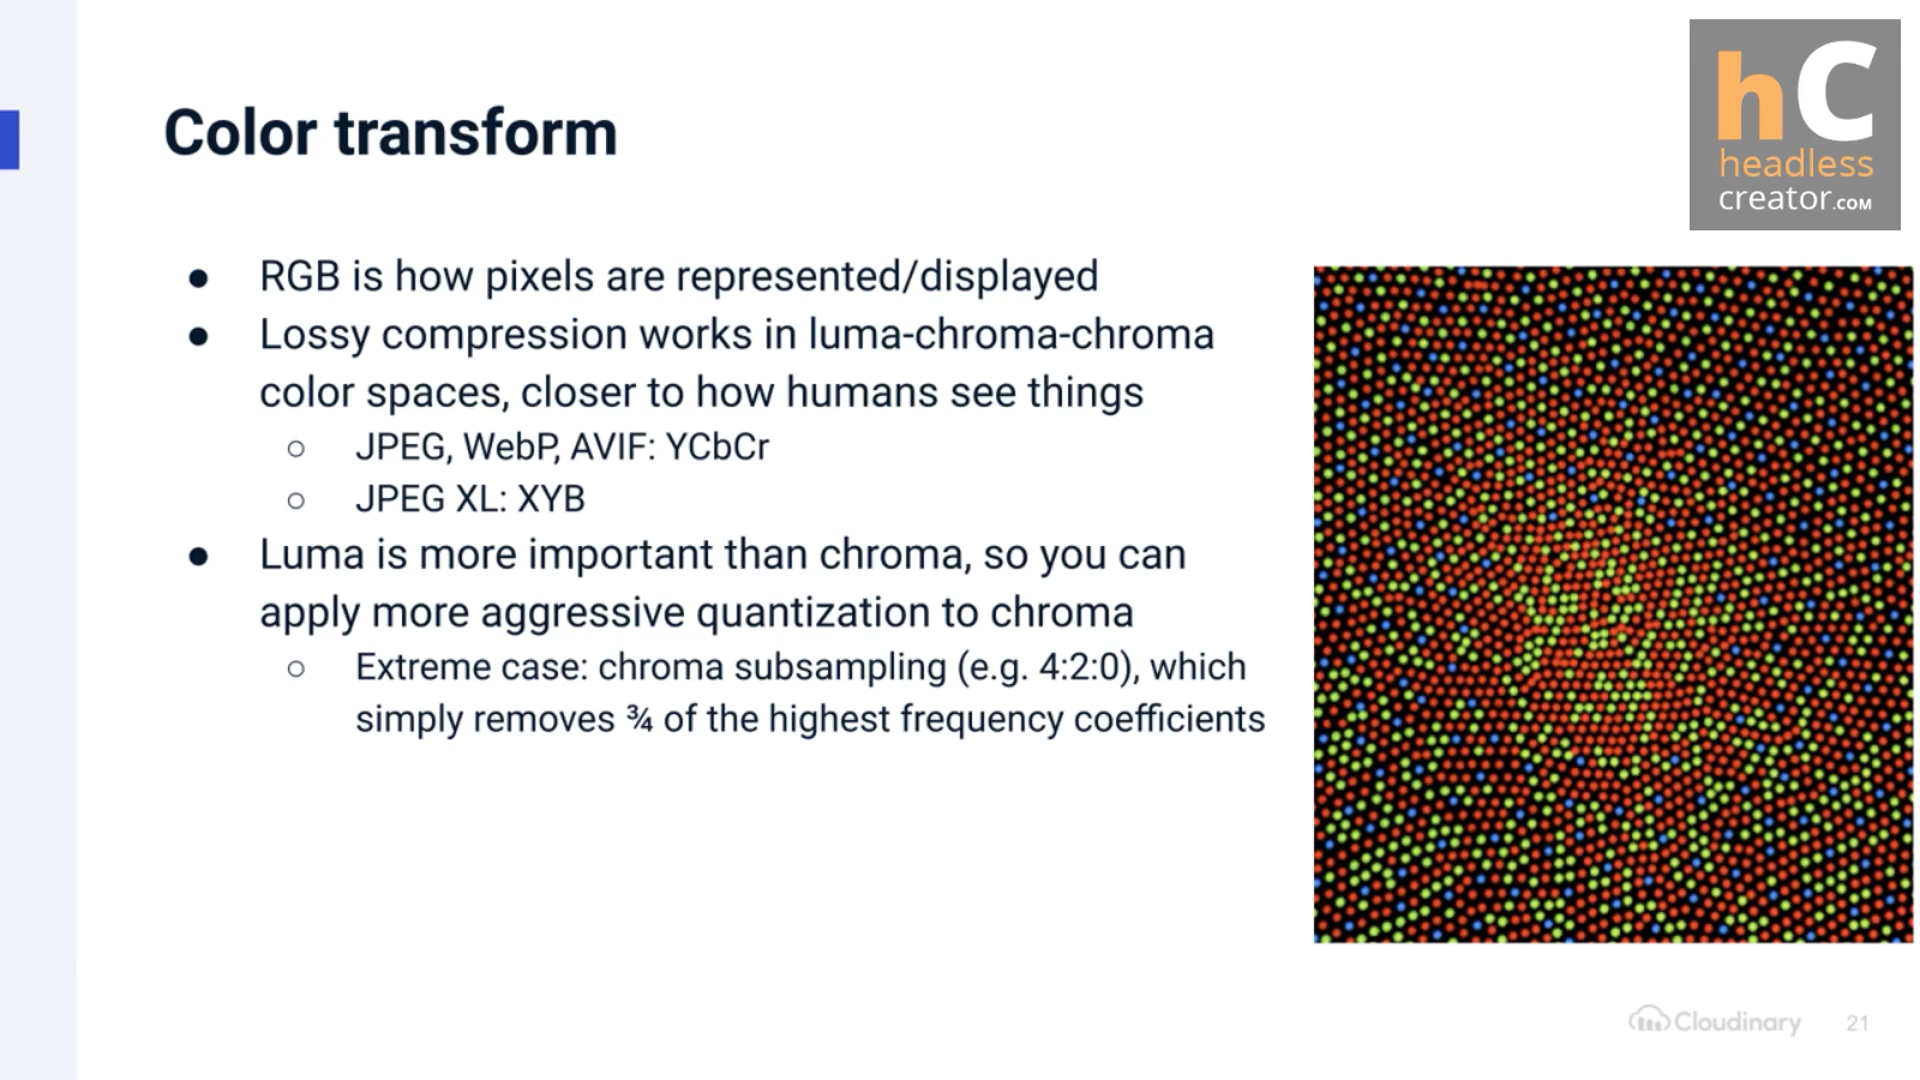 hC
headless
creator.COM
Color transform
● RGB is how pixels are represented/displayed
● Lossy compression works in luma-chroma-chroma
color spaces, closer to how humans see things
○ JPEG, WebP, AVIF: YCbCr
○ JPEG XL: XYB
● Luma is more important than chroma, so you can
apply more aggressive quantization to chroma
○ Extreme case: chroma subsampling (e.g. 4:2:0), which
simply removes ¾ of the highest frequency coefficients
Cloudinary 21